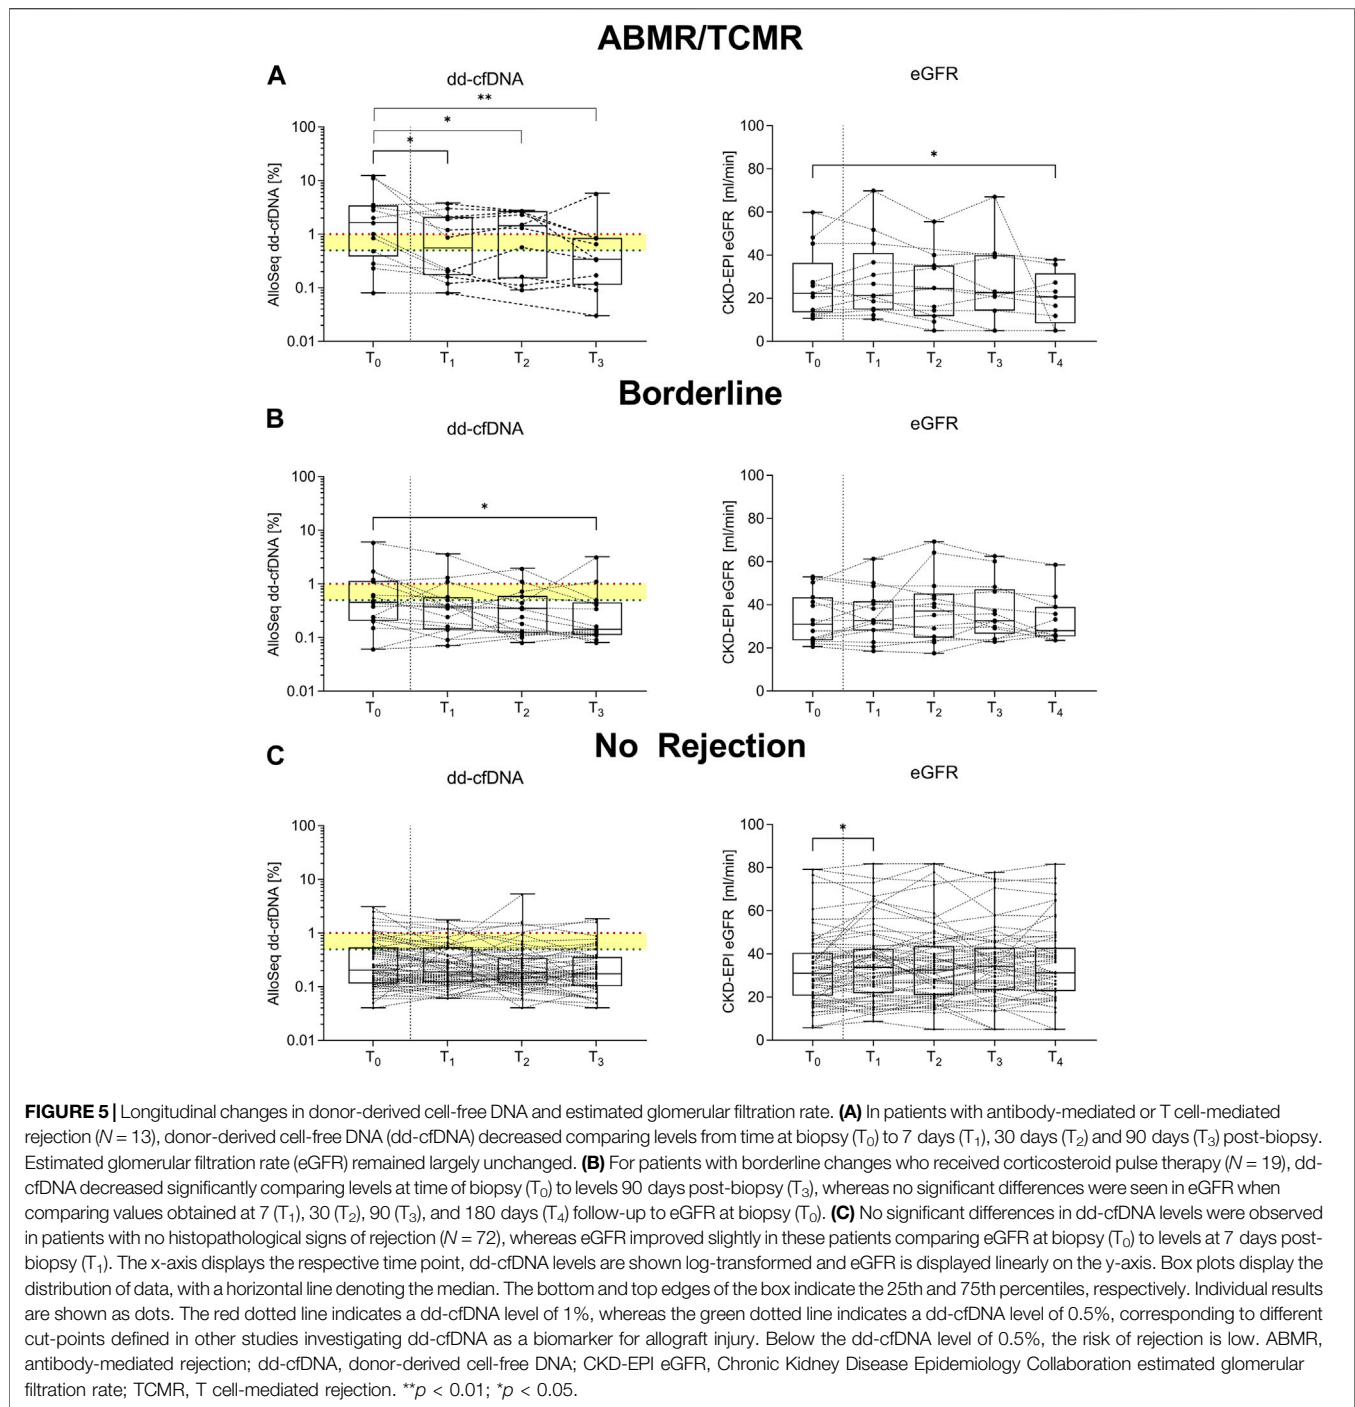 ABMR/TCMR
A
dd-cfDNA
**
*
*
AlloSeq dd-cfDNA [%]
100
10
1
0.1
0.01
T0 T1 T2 T3
eGFR
*
CKD-EPI eGFR [ml/min]
100
80
60
40
20
0
T0 T1 T2 T3 T4
Borderline
B
dd-cfDNA
*
AlloSeq dd-cfDNA [%]
100
10
1
0.1
0.01
T0 T1 T2 T3
eGFR
CKD-EPI eGFR [ml/min]
100
80
60
40
20
0
T0 T1 T2 T3 T4
No Rejection
C
dd-cfDNA
AlloSeq dd-cfDNA [%]
100
10
1
0.1
0.01
T0 T1 T2 T3
eGFR
*
CKD-EPI eGFR [ml/min]
100
80
60
40
20
0
T0 T1 T2 T3 T4
FIGURE 5 | Longitudinal changes in donor-derived cell-free DNA and estimated glomerular filtration rate. (A) In patients with antibody-mediated or T cell-mediated
rejection (N = 13), donor-derived cell-free DNA (dd-cfDNA) decreased comparing levels from time at biopsy (T0) to 7 days (T1), 30 days (T2) and 90 days (T3) post-biopsy.
Estimated glomerular filtration rate (eGFR) remained largely unchanged. (B) For patients with borderline changes who received corticosteroid pulse therapy (N = 19), dd-
cfDNA decreased significantly comparing levels at time of biopsy (T0) to levels 90 days post-biopsy (T3), whereas no significant differences were seen in eGFR when
comparing values obtained at 7 (T1), 30 (T2), 90 (T3), and 180 days (T4) follow-up to eGFR at biopsy (T0). (C) No significant differences in dd-cfDNA levels were observed
in patients with no histopathological signs of rejection (N = 72), whereas eGFR improved slightly in these patients comparing eGFR at biopsy (T0) to levels at 7 days post-
biopsy (T1). The x-axis displays the respective time point, dd-cfDNA levels are shown log-transformed and eGFR is displayed linearly on the y-axis. Box plots display the
distribution of data, with a horizontal line denoting the median. The bottom and top edges of the box indicate the 25th and 75th percentiles, respectively. Individual results
are shown as dots. The red dotted line indicates a dd-cfDNA level of 1%, whereas the green dotted line indicates a dd-cfDNA level of 0.5%, corresponding to different
cut-points defined in other studies investigating dd-cfDNA as a biomarker for allograft injury. Below the dd-cfDNA level of 0.5%, the risk of rejection is low. ABMR,
antibody-mediated rejection; dd-cfDNA, donor-derived cell-free DNA; CKD-EPI eGFR, Chronic Kidney Disease Epidemiology Collaboration estimated glomerular
filtration rate; TCMR, T cell-mediated rejection. **p < 0.01; *p < 0.05.